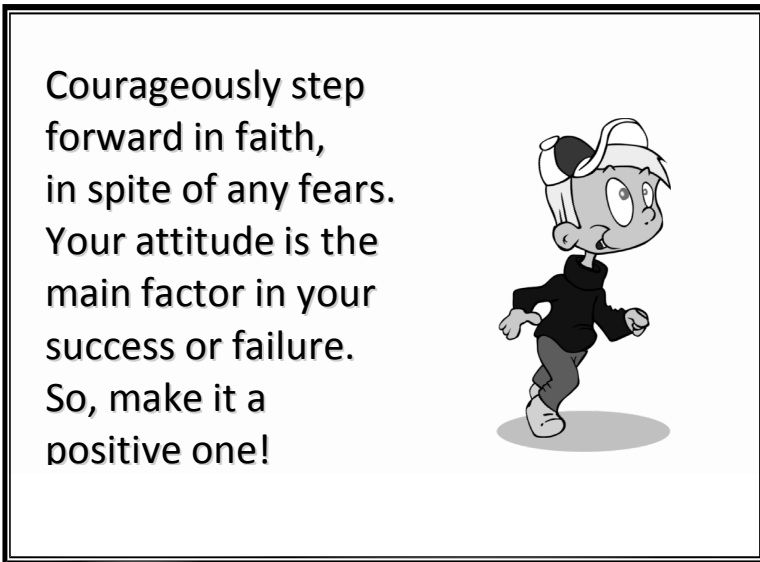 Courageously step
forward in faith,
in spite of any fears.
Your attitude is the
main factor in your
success or failure.
So, make it a
positive one!